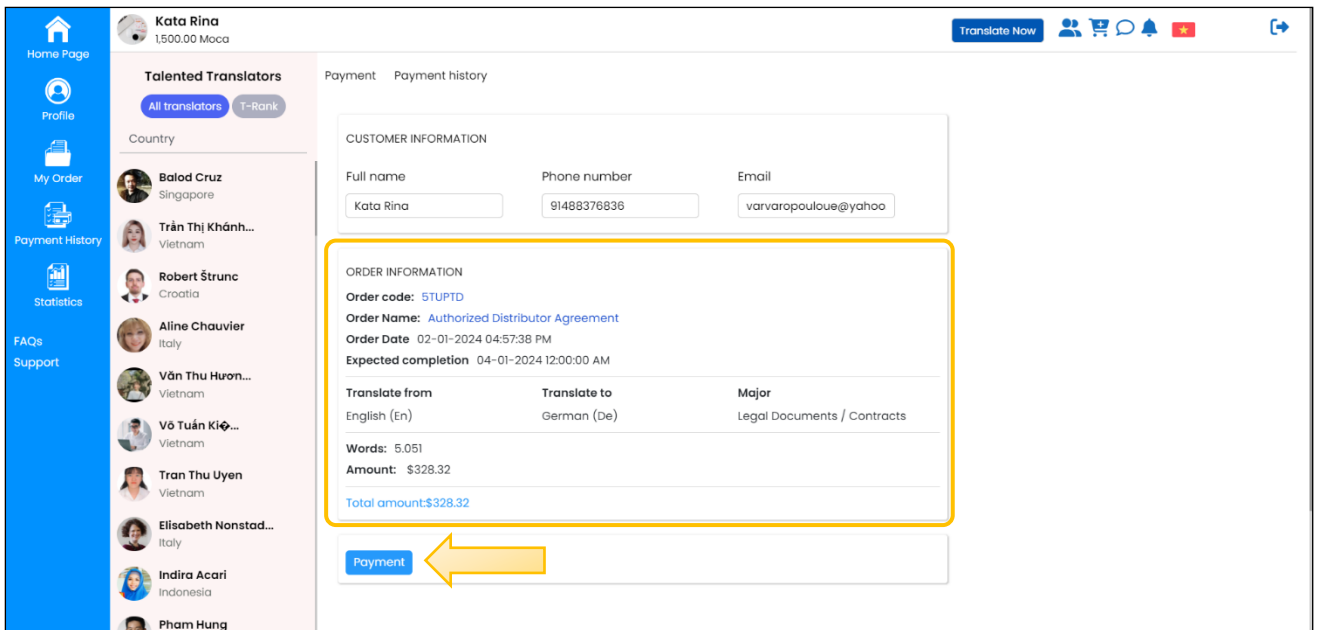 Home Page
Profile
My Order
Payment History
Statistics
FAQs
Support
Kata Rina
1,500.00 Moca
Translate Now
Talented Translators
All translators T-Rank
Country
Balod Cruz
Singapore
Trần Thị Khánh...
Vietnam
Robert Štrunc
Croatia
Aline Chauvier
Italy
Văn Thu Hươn...
Vietnam
Võ Tuấn Ki�...
Vietnam
Tran Thu Uyen
Vietnam
Elisabeth Nonstad...
Italy
Indira Acari
Indonesia
Pham Hung
Payment Payment history
CUSTOMER INFORMATION
Full name Phone number Email
Kata Rina 91488376836 varvaropouloue@yahoo
ORDER INFORMATION
Order code: 5TUPTD
Order Name: Authorized Distributor Agreement
Order Date 02-01-2024 04:57:38 PM
Expected completion 04-01-2024 12:00:00 AM
Translate from Translate to Major
English (En) German (De) Legal Documents / Contracts
Words: 5.051
Amount: $328.32
Total amount:$328.32
Payment